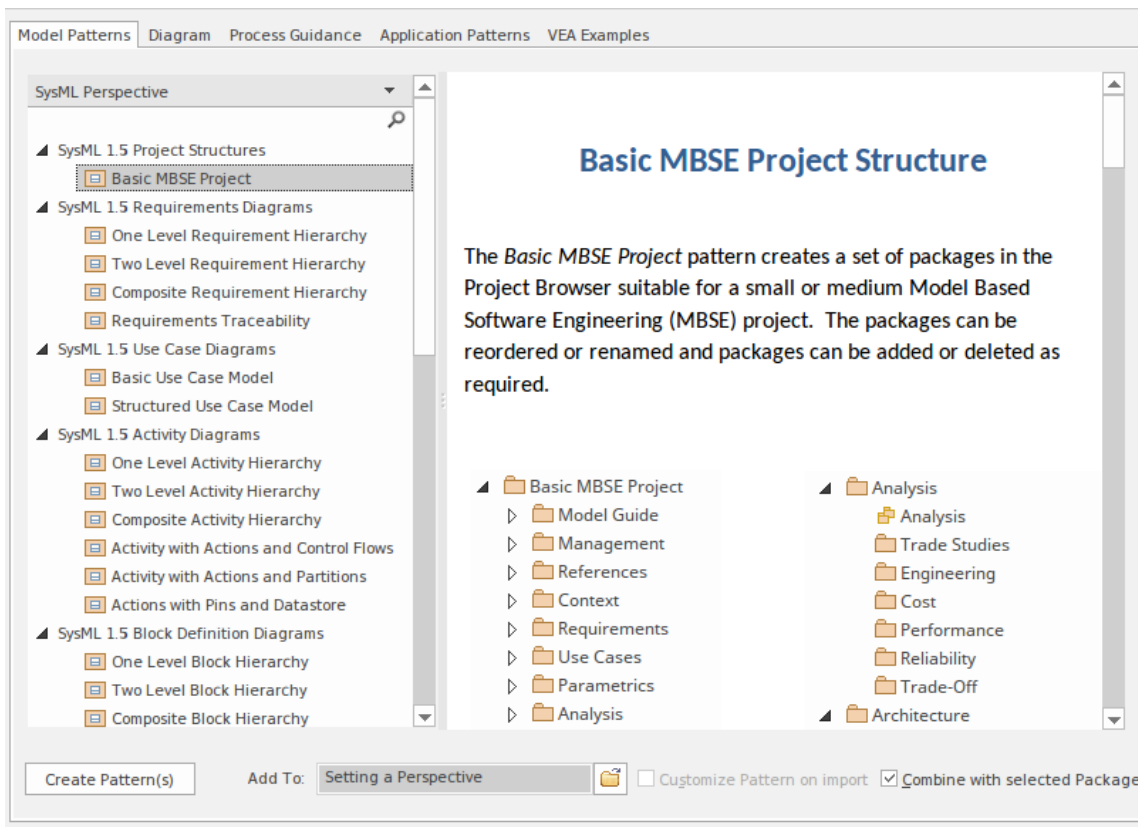 Model Patterns Diagram Process Guidance Application Patterns VEA Examples
SysML Perspective
SysML 1.5 Project Structures
Basic MBSE Project
SysML 1.5 Requirements Diagrams
One Level Requirement Hierarchy
Two Level Requirement Hierarchy
Composite Requirement Hierarchy
Requirements Traceability
SysML 1.5 Use Case Diagrams
Basic Use Case Model
Structured Use Case Model
SysML 1.5 Activity Diagrams
One Level Activity Hierarchy
Two Level Activity Hierarchy
Composite Activity Hierarchy
Activity with Actions and Control Flows
Activity with Actions and Partitions
Actions with Pins and Datastore
SysML 1.5 Block Definition Diagrams
One Level Block Hierarchy
Two Level Block Hierarchy
Composite Block Hierarchy
Basic MBSE Project Structure
The Basic MBSE Project pattern creates a set of packages in the
Project Browser suitable for a small or medium Model Based
Software Engineering (MBSE) project. The packages can be
reordered or renamed and packages can be added or deleted as
required.
Basic MBSE Project
Model Guide
Management
References
Context
Requirements
Use Cases
Parametrics
Analysis
Analysis
Analysis
Trade Studies
Engineering
Cost
Performance
Reliability
Trade-Off
Architecture
Create Pattern(s) Add To: Setting a Perspective Customize Pattern on import Combine with selected Package